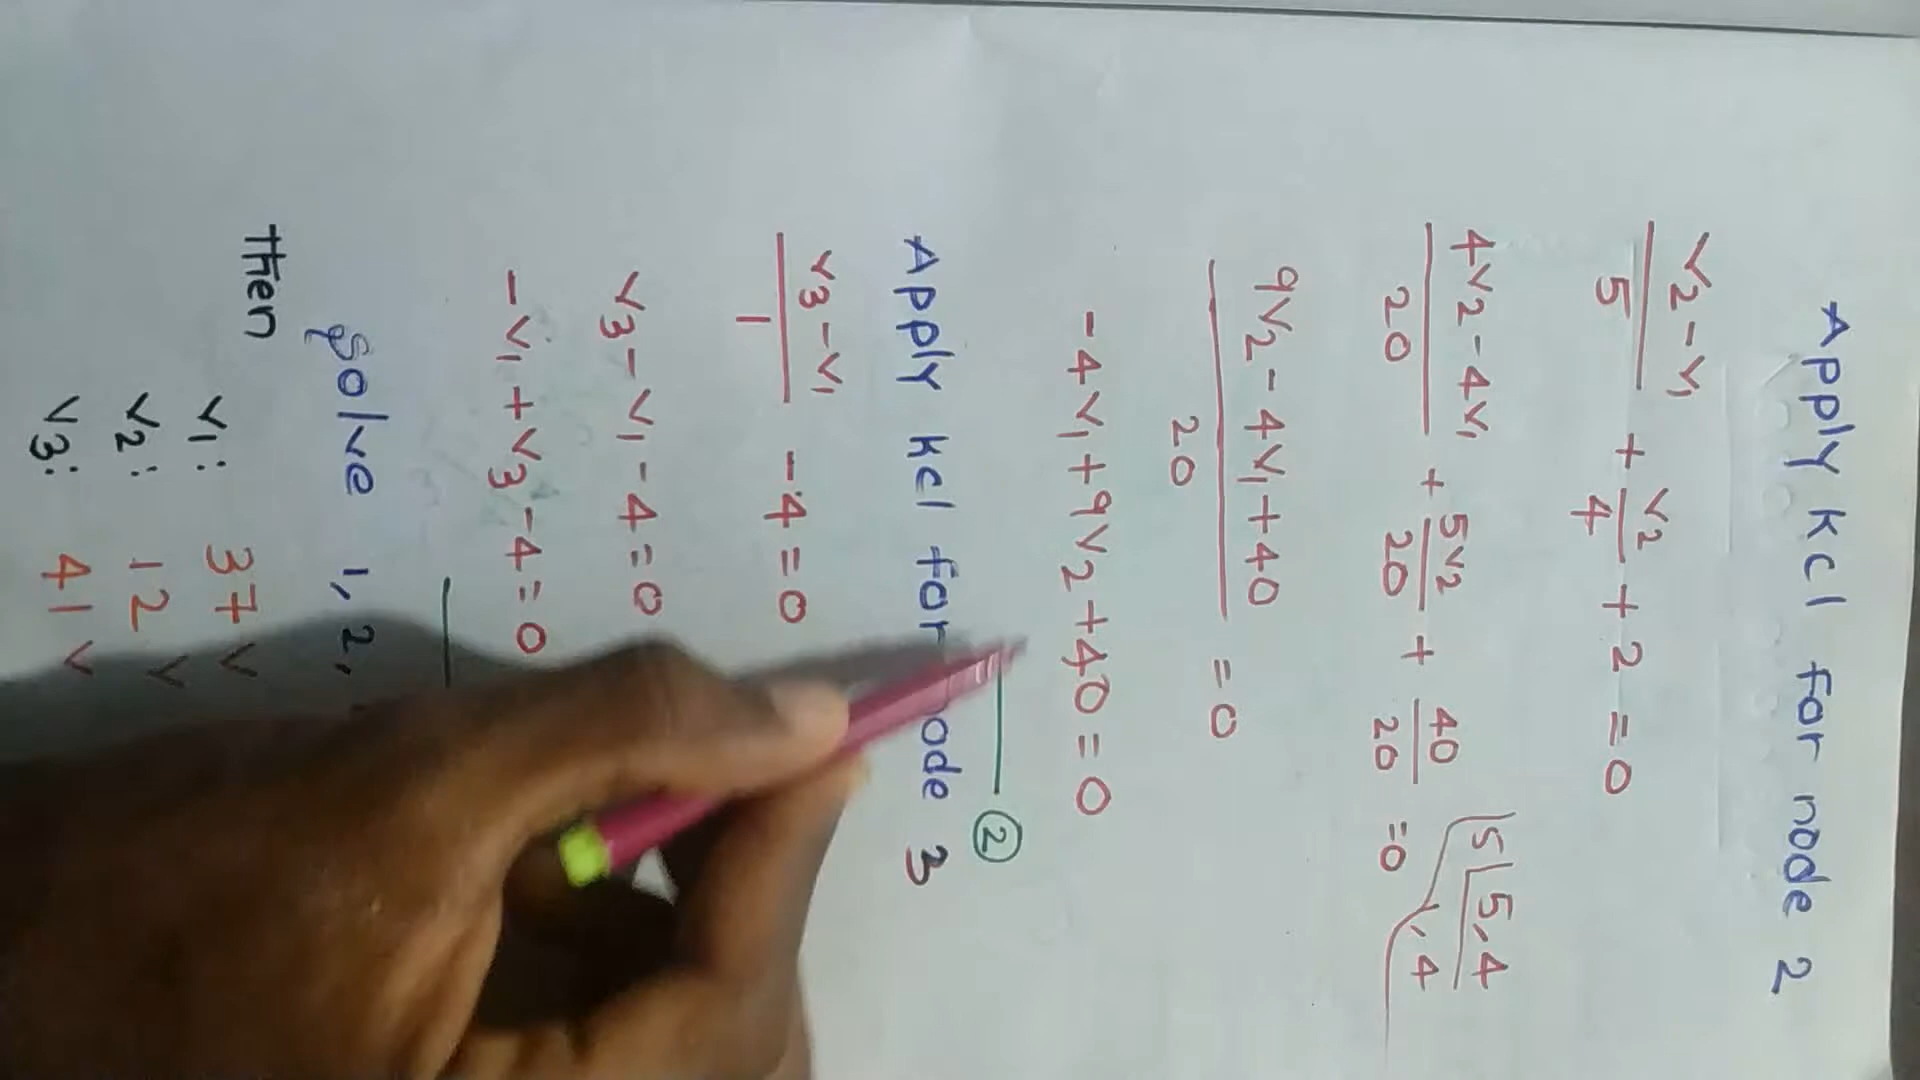 Apply Kcl for node 2
V2-V1/5 + V2/4 + 2 = 0
4V2-4V1/20 + 5V2/20 + 40/20 = 0
5 | 5, 4
1, 4
9V2-4V1+40/20 = 0
-4V1+9V2+40=0
②
Apply Kcl for node 3
V3-V1/1 -4=0
V3-V1-4=0
-V1+V3-4=0
Solve 1, 2,
Then
V1: 37 V
V2: 12 V
V3: 41 V